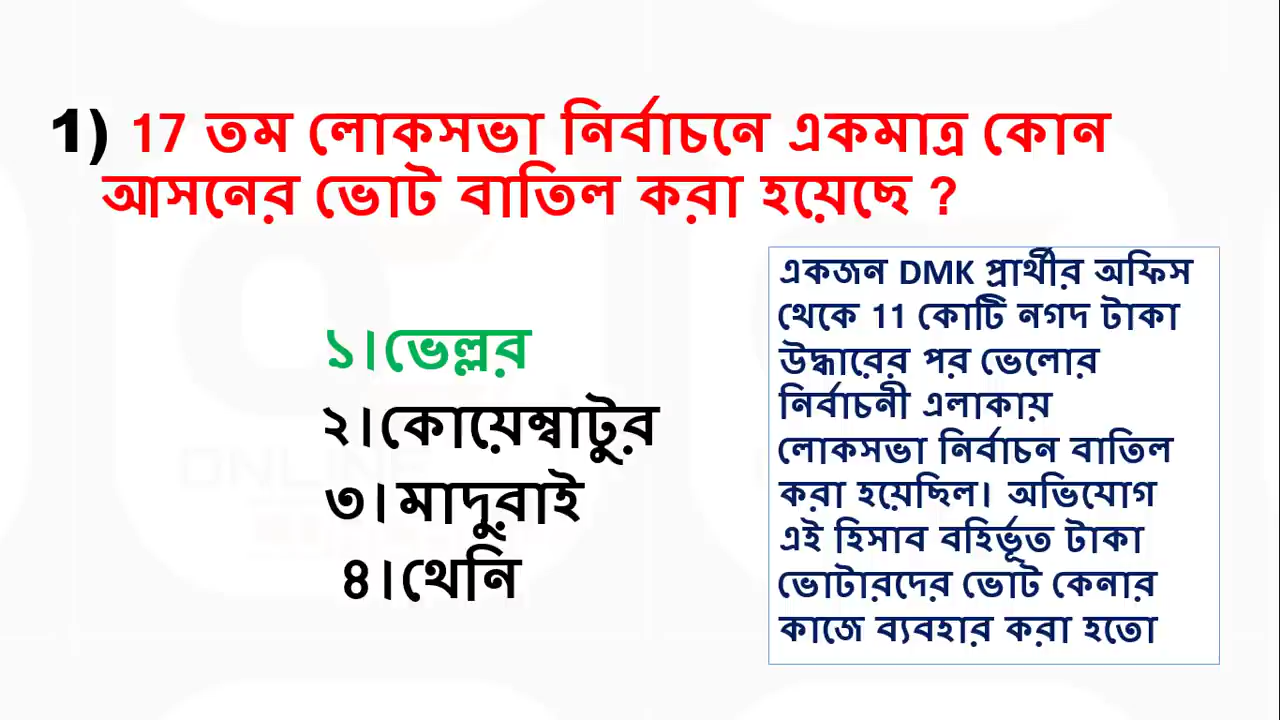 1) 17 তম লোকসভা নির্বাচনে একমাত্র কোন
আসনের ভোট বাতিল করা হয়েছে ?
১।ভেল্লর
২।কোয়েম্বাটুর
৩।মাদুরাই
৪।থেনি
একজন DMK প্রার্থীর অফিস
থেকে 11 কোটি নগদ টাকা
উদ্ধারের পর ভেলোর
নির্বাচনী এলাকায়
লোকসভা নির্বাচন বাতিল
করা হয়েছিল। অভিযোগ
এই হিসাব বহির্ভূত টাকা
ভোটারদের ভোট কেনার
কাজে ব্যবহার করা হতো
ONLINE